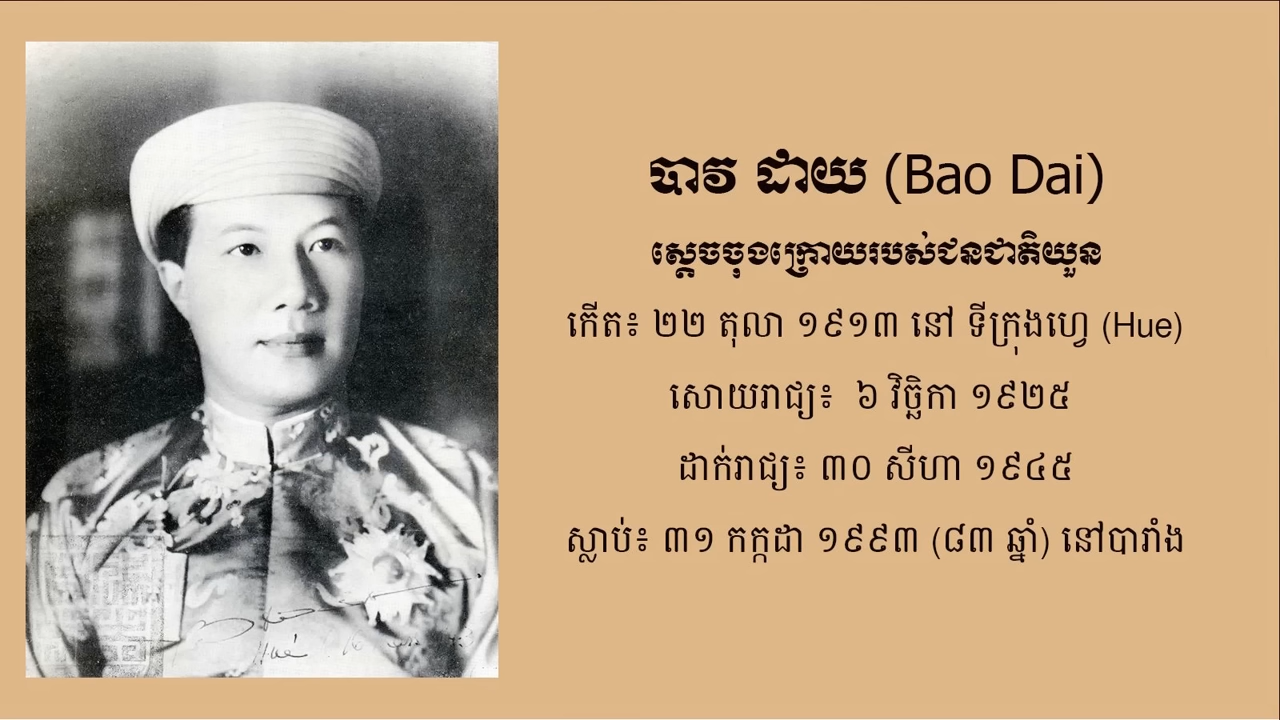 បាវ ដាយ (Bao Dai)
ស្ដេចចុងក្រោយរបស់ជនជាតិយួន
កើត៖ ២២ តុលា ១៩១៣ នៅ ទីក្រុងហ្វេ (Hue)
សោយរាជ្យ៖ ៦ វិច្ឆិកា ១៩២៥
ដាក់រាជ្យ៖ ៣០ សីហា ១៩៤៥
ស្លាប់៖ ៣១ កក្កដា ១៩៩៣ (៨៣ ឆ្នាំ) នៅបារាំង
Hué